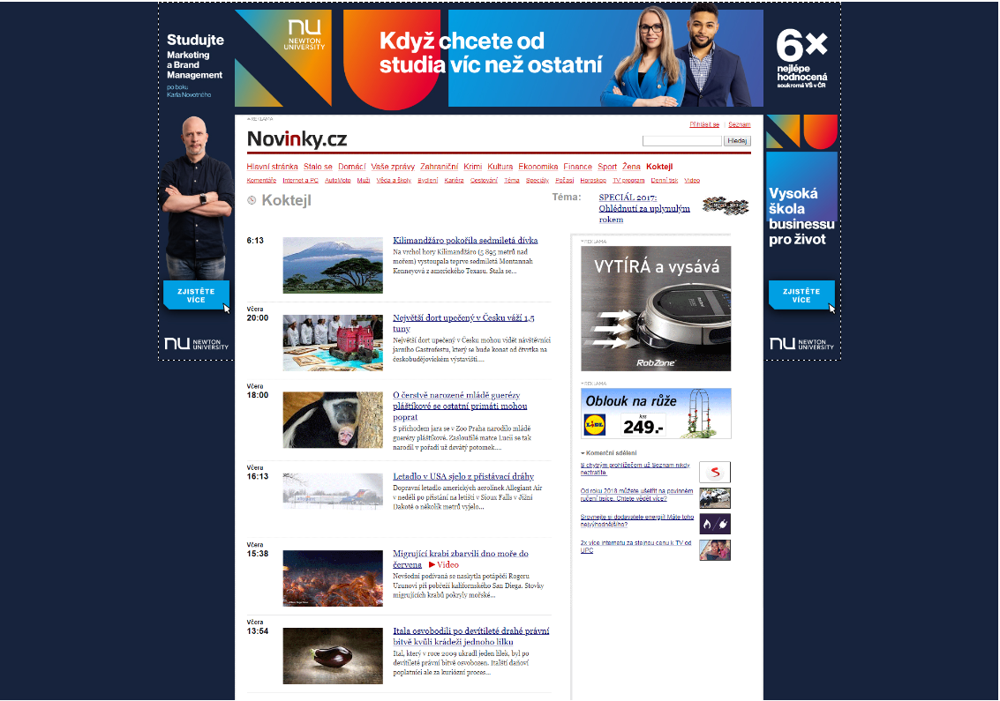 Studujte
Marketing
a Brand
Management
po boku
Karla Novotného
nu
NEWTON
UNIVERSITY
Když chcete od
studia víc než ostatní
6×
nejlépe
hodnocená
soukromá VŠ v ČR
REKLAMA
Novinky.cz
Přihlásit se | Seznam
Hledej
Hlavní stránka Stalo se Domácí Vaše zprávy Zahraniční Krimi Kultura Ekonomika Finance Sport Žena Koktejl
Komentáře Internet a PC AutoMoto Muži Věda a školy Bydlení Kariéra Cestování Téma Speciály Počasí Horoskop TV program Denní tisk Video
Koktejl
Téma:
SPECIÁL 2017:
Ohlédnutí za uplynulým
rokem
6:13
Kilimandžáro pokořila sedmiletá dívka
Na vrchol hory Kilimandžáro (5 895 metrů nad
mořem) vystoupala teprve sedmiletá Montannah
Kenneyová z amerického Texasu. Stala se...
Včera
20:00
Největší dort upečený v Česku váží 1,5
tuny
Největší dort upečený v Česku mohou vidět návštěvníci
jarního Gastrofestu, který se bude konat od čtvrtka na
českobudějovickém výstavišti....
Včera
18:00
O čerstvě narozené mládě guerézy
pláštíkové se ostatní primáti mohou
poprat
S příchodem jara se v Zoo Praha narodilo mládě
guerézy pláštíkové. Zasloužilé matce Lucii se tak
narodil v pořadí už devátý potomek....
Včera
16:13
Letadlo v USA sjelo z přistávací dráhy
Dopravní letadlo amerických aerolinek Allegiant Air
v neděli po přistání na letišti v Sioux Falls v Jižní
Dakotě o několik metrů vyjelo...
Včera
15:38
Migrující krabi zbarvili dno moře do
červena Video
Nevšední podívaná se naskytla potápěči Rogeru
Uzunovi při pobřeží kalifornského San Diega. Stovky
migrujících krabů pokryly mořské...
Včera
13:54
Itala osvobodili po devítileté drahé právní
bitvě kvůli krádeži jednoho lilku
Ital, který v roce 2009 ukradl jeden lilek, byl po
devítileté právní bitvě osvobozen. Italští daňoví
poplatníci ale za kuriózní proces...
REKLAMA
VYTÍRÁ a vysává
RobZone
REKLAMA
Oblouk na růže
LIDL
kus
249.-
Komerční sdělení
S chytrým prohlížečem už Seznam nikdy
neztratíte.
Od roku 2018 můžete ušetřit na povinném
ručení tisíce. Chcete vědět více?
Srovnejte si dodavatele energií! Máte toho
nejvýhodnějšího?
2x více internetu za stejnou cenu k TV od
UPC
ZJISTĚTE
VÍCE
nu NEWTON
UNIVERSITY
Vysoká
škola
businessu
pro život
ZJISTĚTE
VÍCE
nu NEWTON
UNIVERSITY